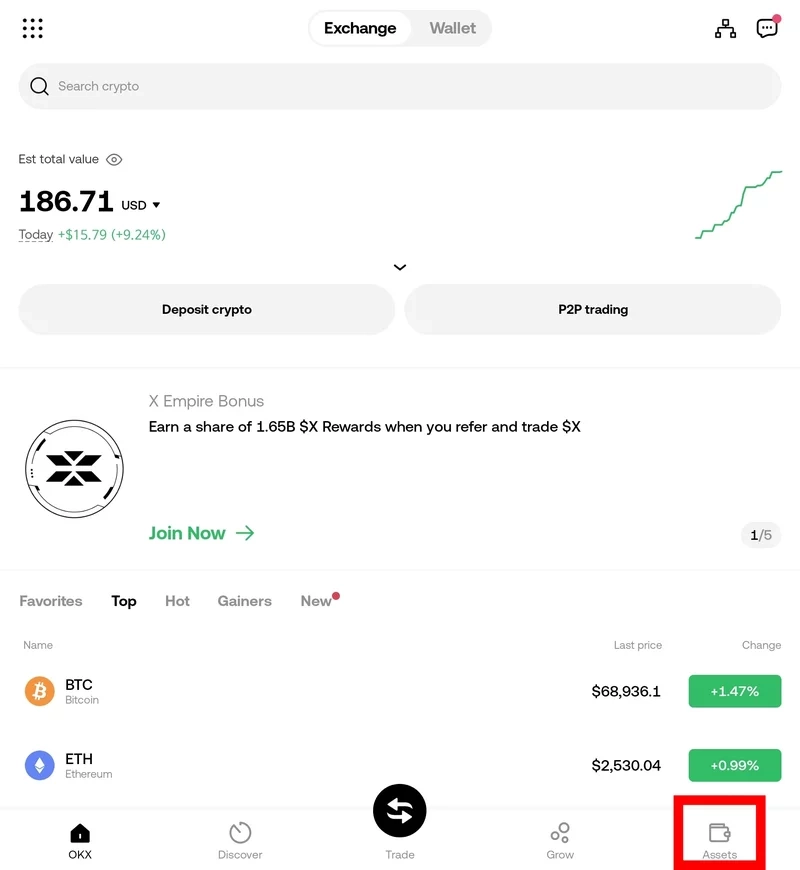 Exchange Wallet
Search crypto
Est total value
186.71 USD
Today +$15.79 (+9.24%)
Deposit crypto P2P trading
X Empire Bonus
Earn a share of 1.65B $X Rewards when you refer and trade $X
Join Now
1/5
Favorites Top Hot Gainers New
Name Last price Change
BTC
Bitcoin
$68,936.1 +1.47%
ETH
Ethereum
$2,530.04 +0.99%
OKX Discover Trade Grow Assets